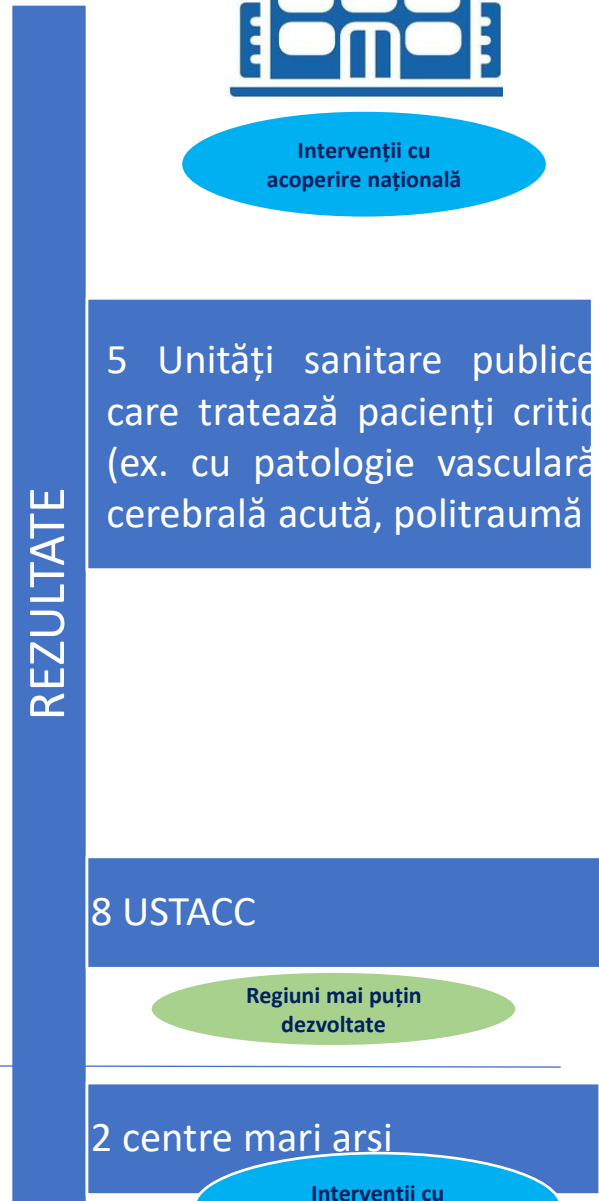 Intervenții cu
acoperire națională
5 Unități sanitare publice
care tratează pacienți critic
(ex. cu patologie vasculară
cerebrală acută, politraumă
REZULTATE
8 USTACC
Regiuni mai puțin
dezvoltate
2 centre mari arși
Intervenții cu